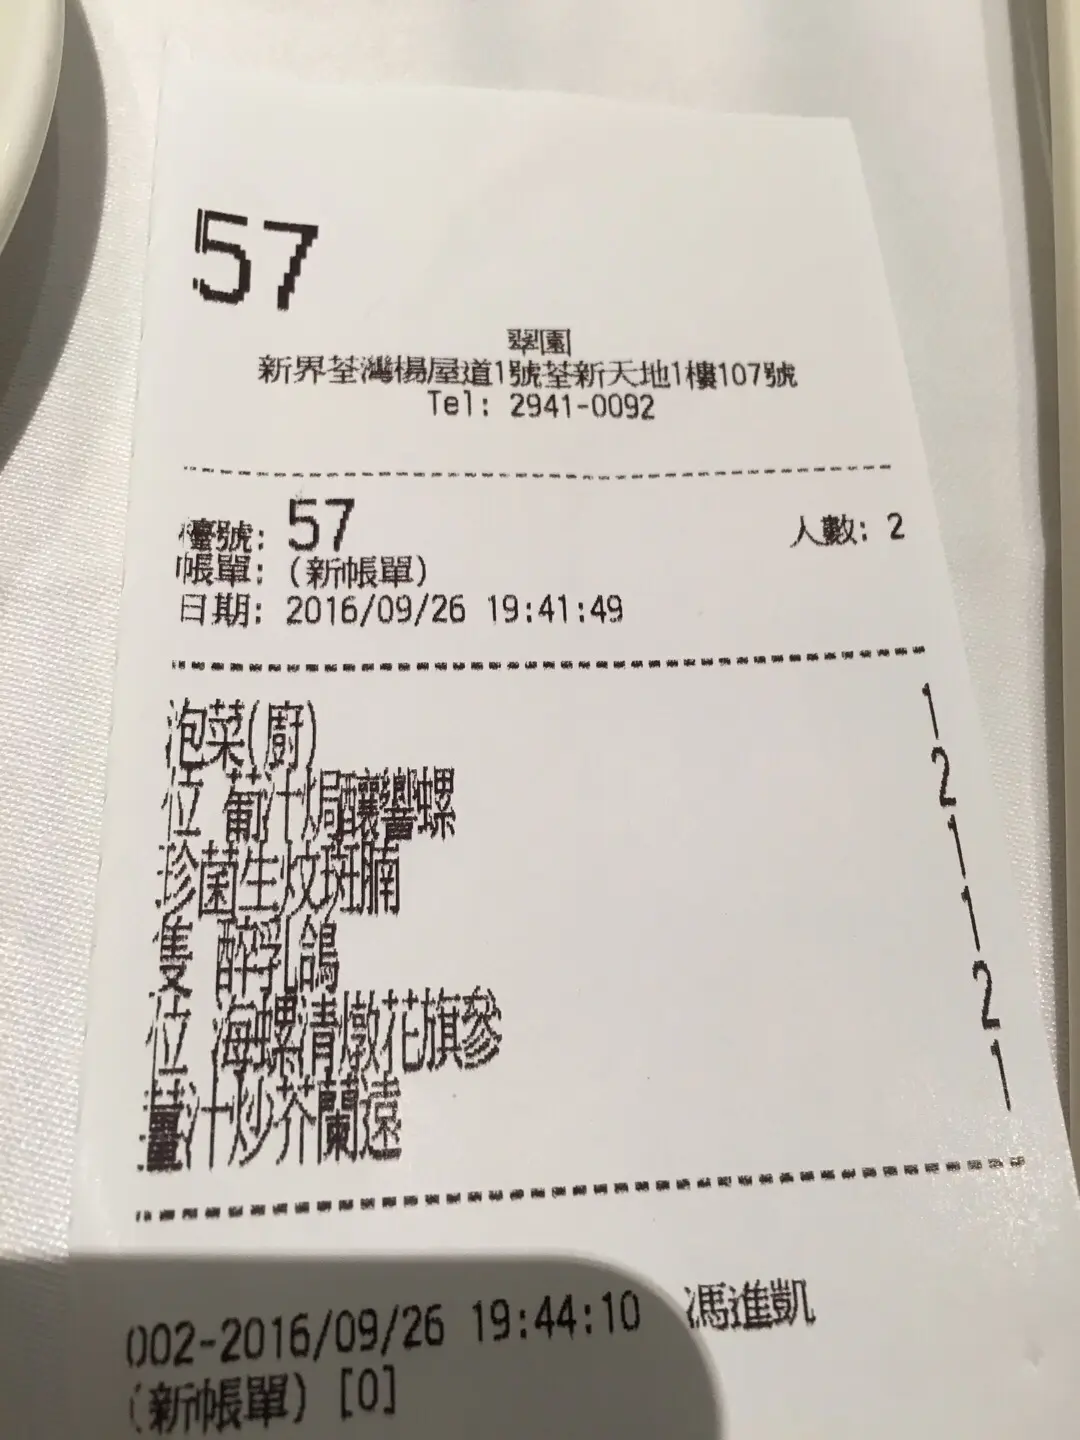 57
翠園
新界荃灣楊屋道1號荃新天地1樓107號
Tel: 2941-0092
檯號: 57 人數: 2
帳單: (新帳單)
日期: 2016/09/26 19:41:49
泡菜(廚) 1
位 葡汁焗釀響螺 2
珍菌生炆斑腩 1
隻 醉乳鴿 1
位 海螺清燉花旗參 2
薑汁炒芥蘭遠 1
002-2016/09/26 19:44:10 馮進凱
(新帳單) [0]